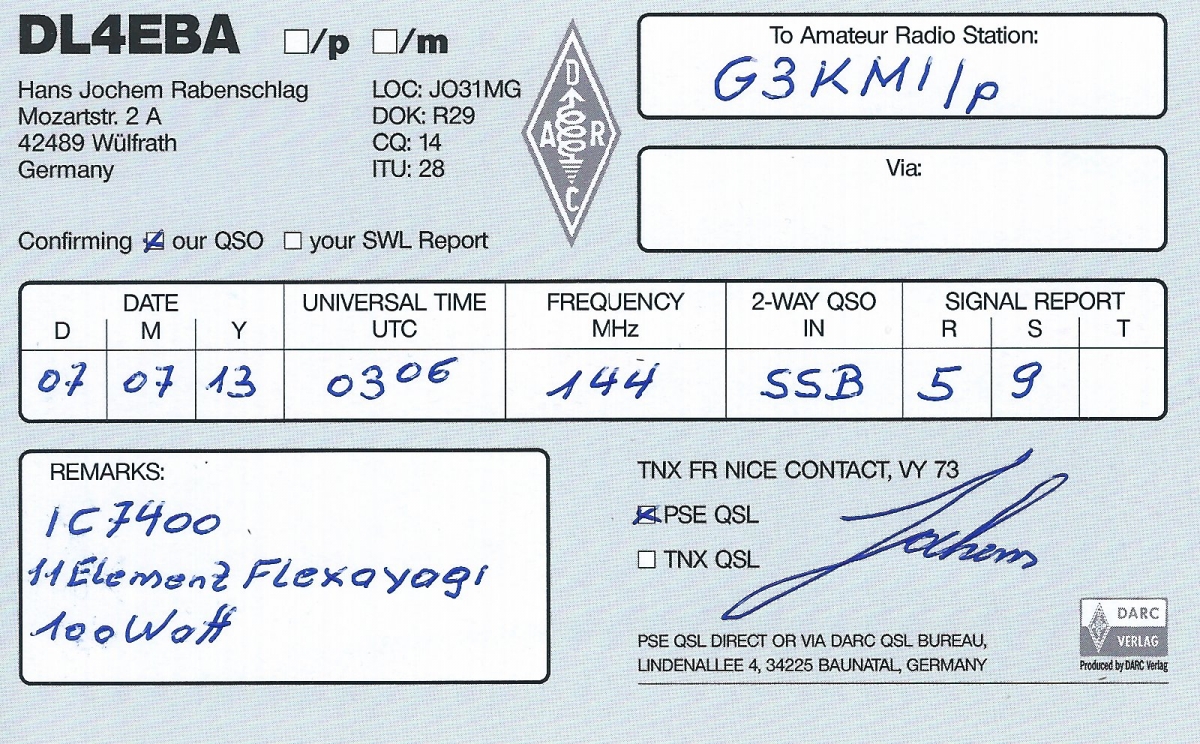 DL4EBA /p /m
Hans Jochem Rabenschlag
Mozartstr. 2 A
42489 Wülfrath
Germany
LOC: JO31MG
DOK: R29
CQ: 14
ITU: 28
D
A R
C
To Amateur Radio Station:
G3KMI/p
Via:
Confirming our QSO your SWL Report
DATE UNIVERSAL TIME FREQUENCY 2-WAY QSO SIGNAL REPORT
D M Y UTC MHz IN R S T
07 07 13 0306 144 SSB 5 9
REMARKS:
IC7400
11 Element Flexayagi
100 Watt
TNX FR NICE CONTACT, VY 73
PSE QSL
TNX QSL
Jochem
PSE QSL DIRECT OR VIA DARC QSL BUREAU,
LINDENALLEE 4, 34225 BAUNATAL, GERMANY
DARC
VERLAG
Produced by DARC Verlag